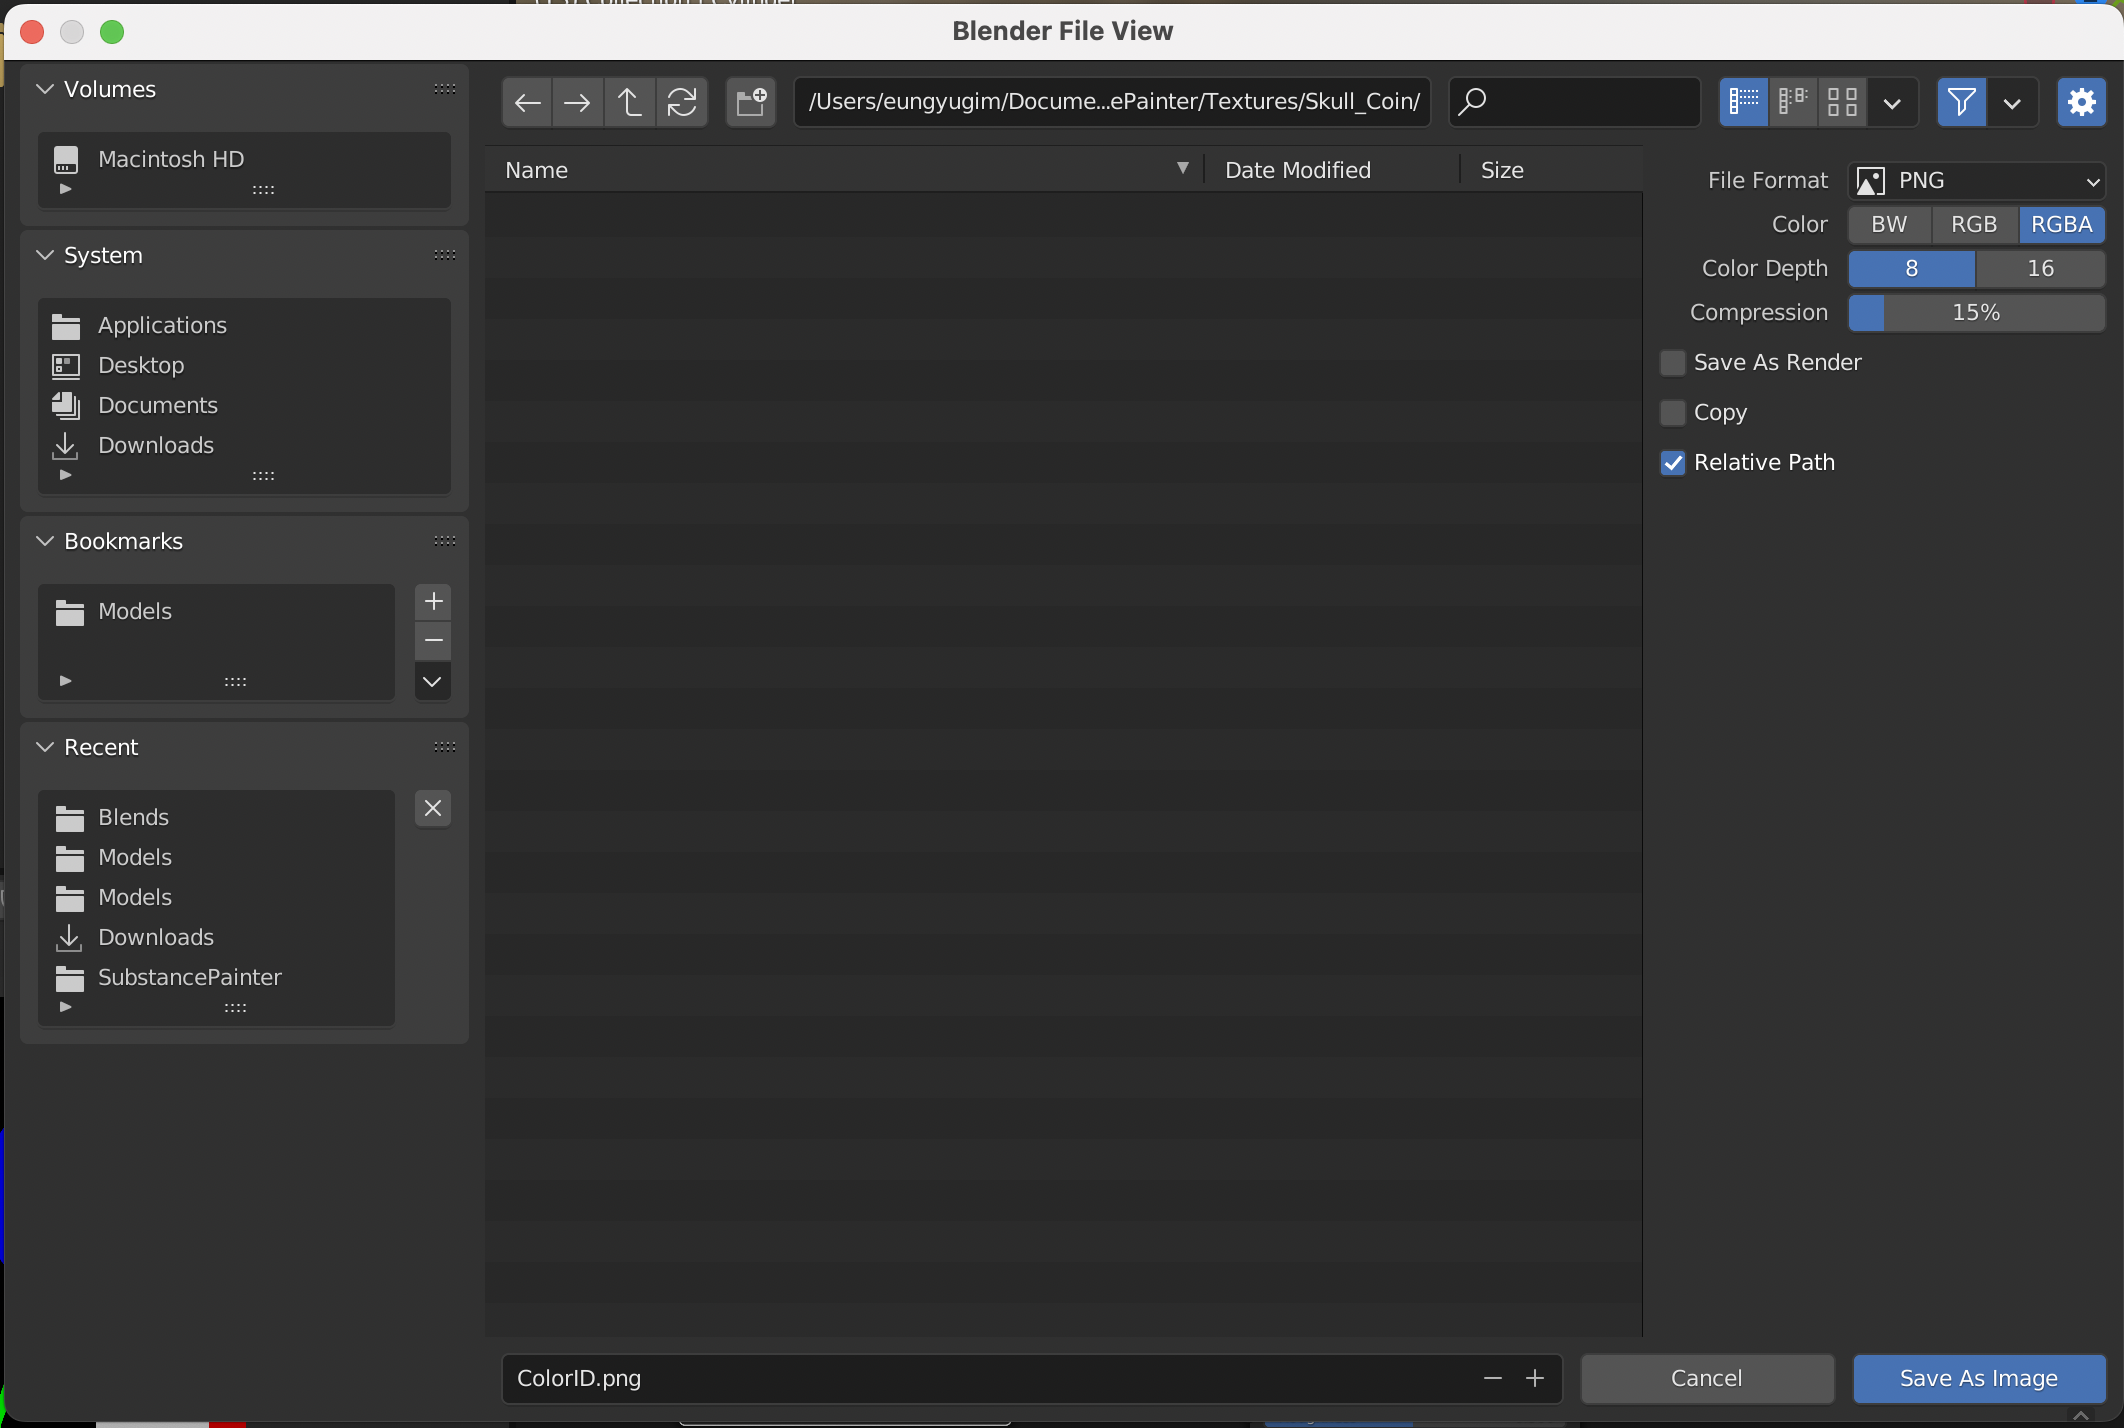 Blender File View
Volumes
Macintosh HD
System
Applications
Desktop
Documents
Downloads
Bookmarks
Models
Recent
Blends
Models
Models
Downloads
SubstancePainter
/Users/eungyugim/Docume...ePainter/Textures/Skull_Coin/
Name
Date Modified
Size
File Format
PNG
Color
BW
RGB
RGBA
Color Depth
8
16
Compression
15%
Save As Render
Copy
Relative Path
ColorID.png
Cancel
Save As Image